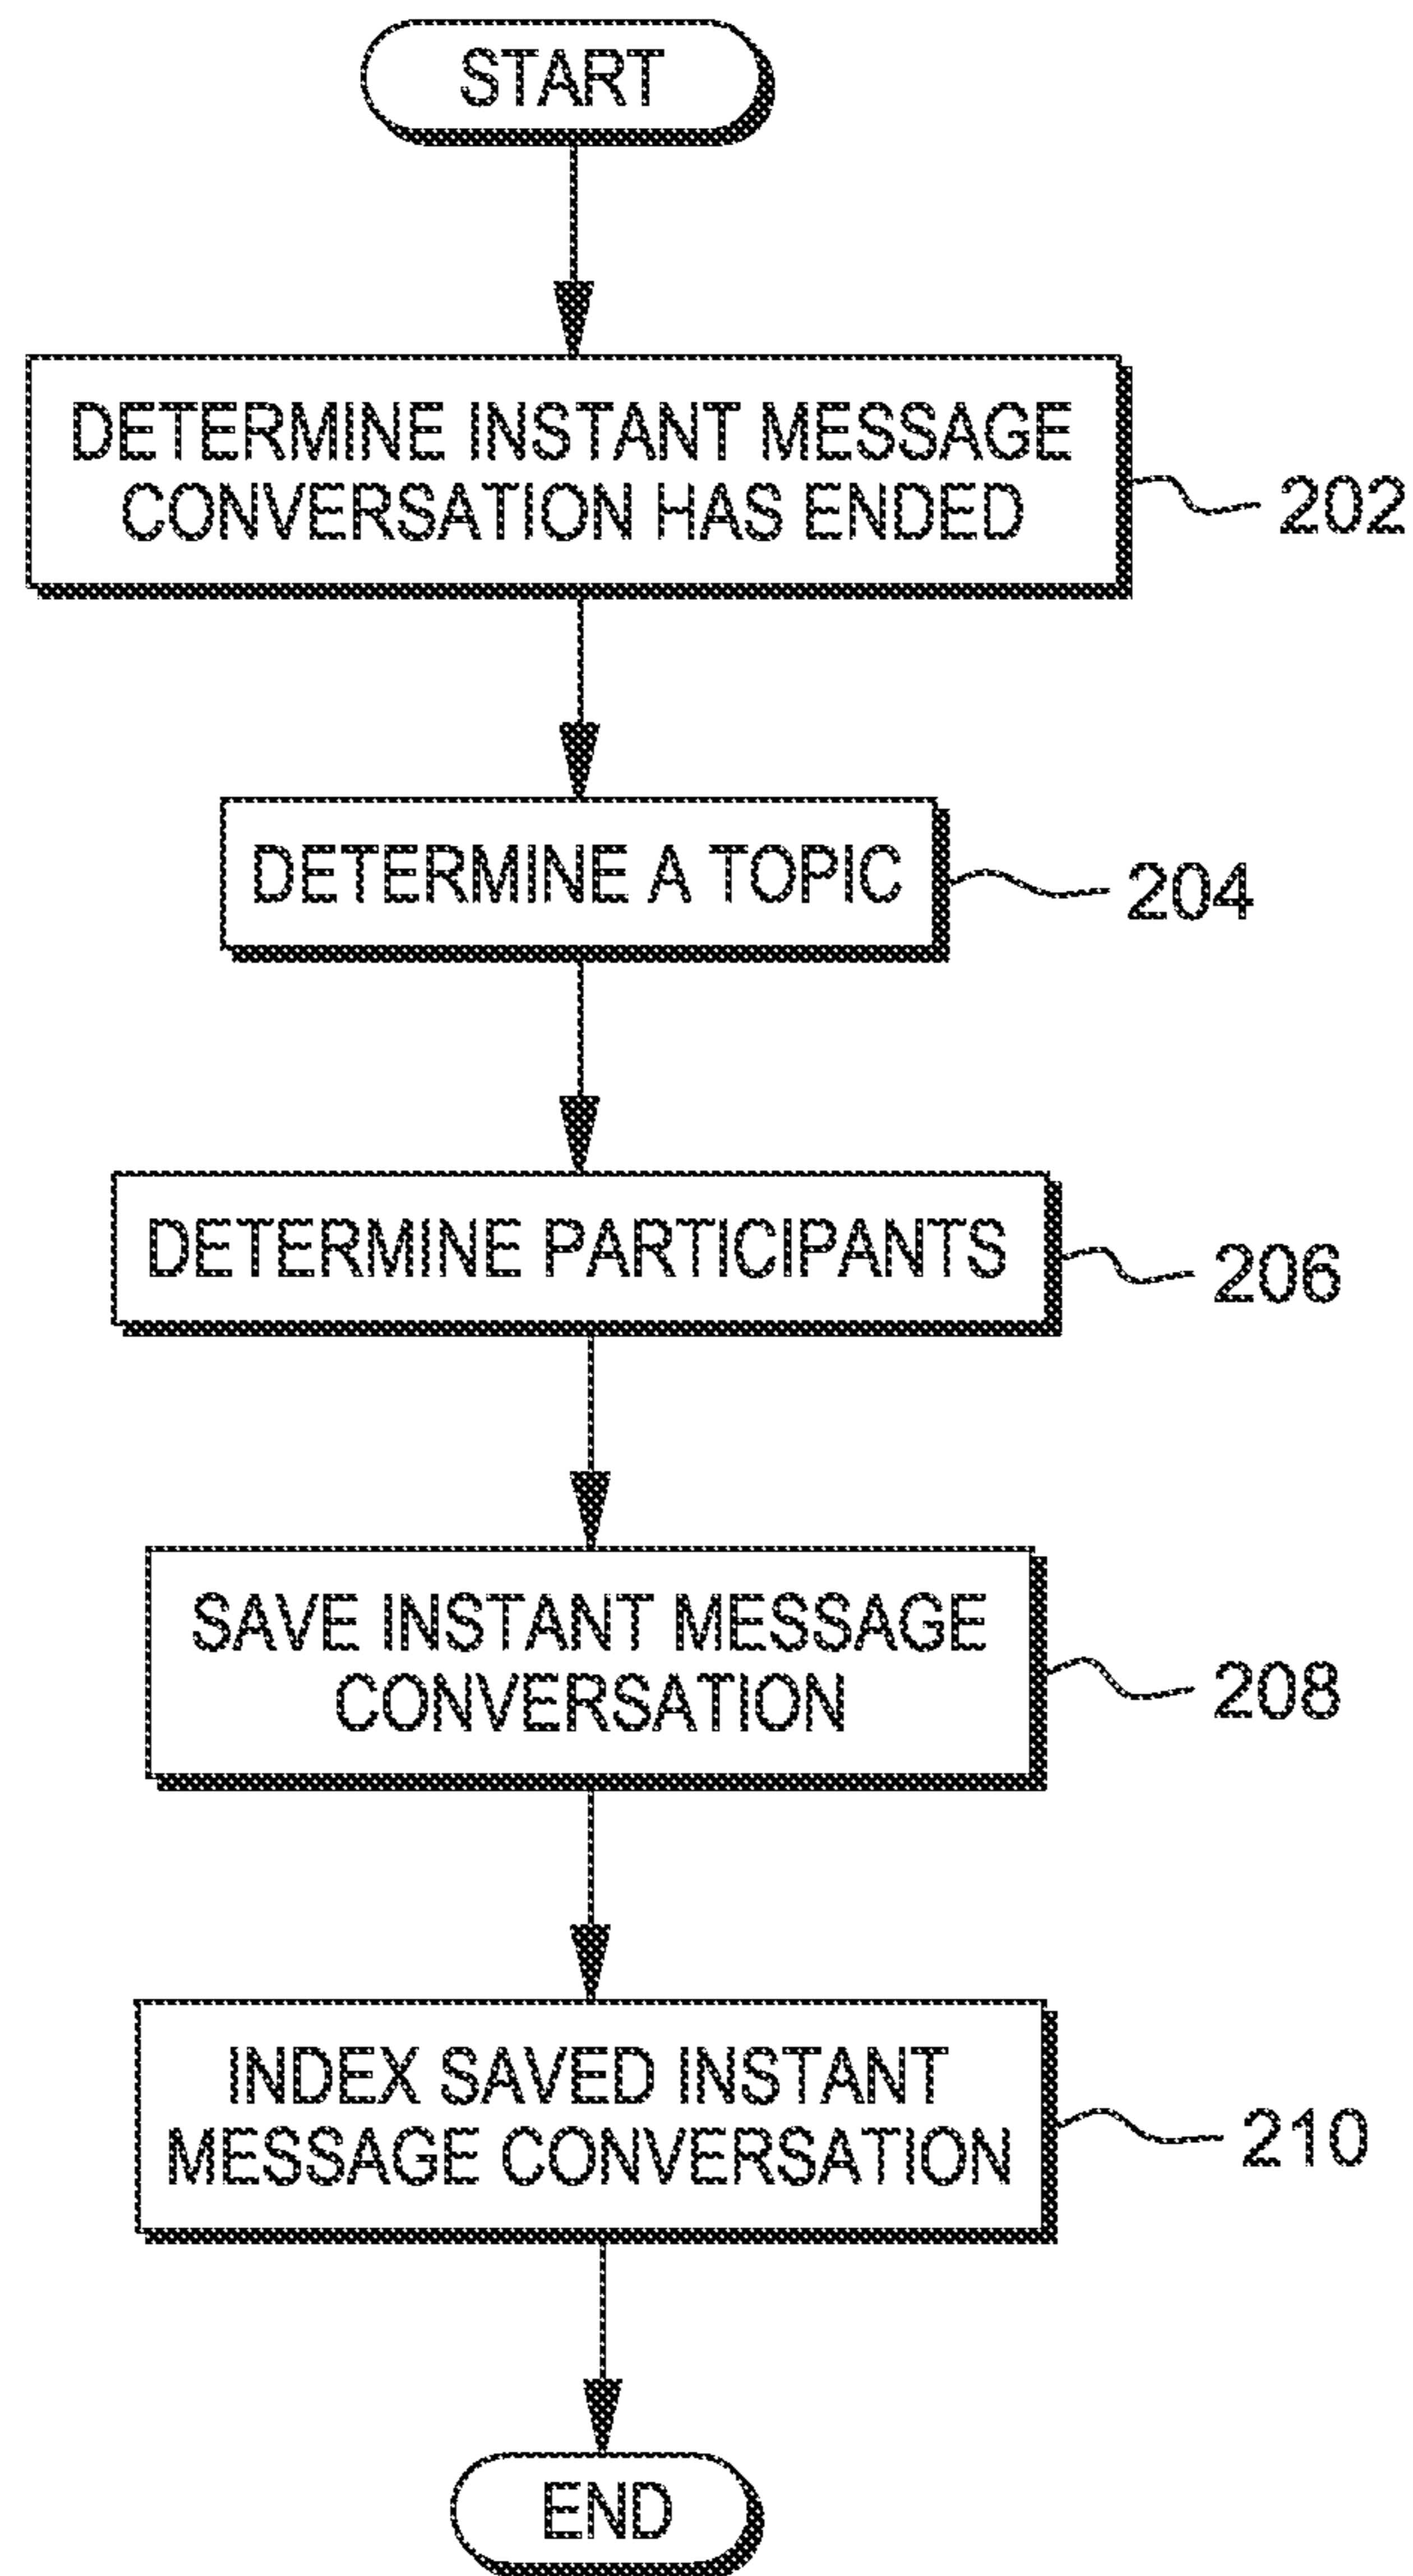 START
DETERMINE INSTANT MESSAGE
CONVERSATION HAS ENDED
202
DETERMINE A TOPIC
204
DETERMINE PARTICIPANTS
206
SAVE INSTANT MESSAGE
CONVERSATION
208
INDEX SAVED INSTANT
MESSAGE CONVERSATION
210
END